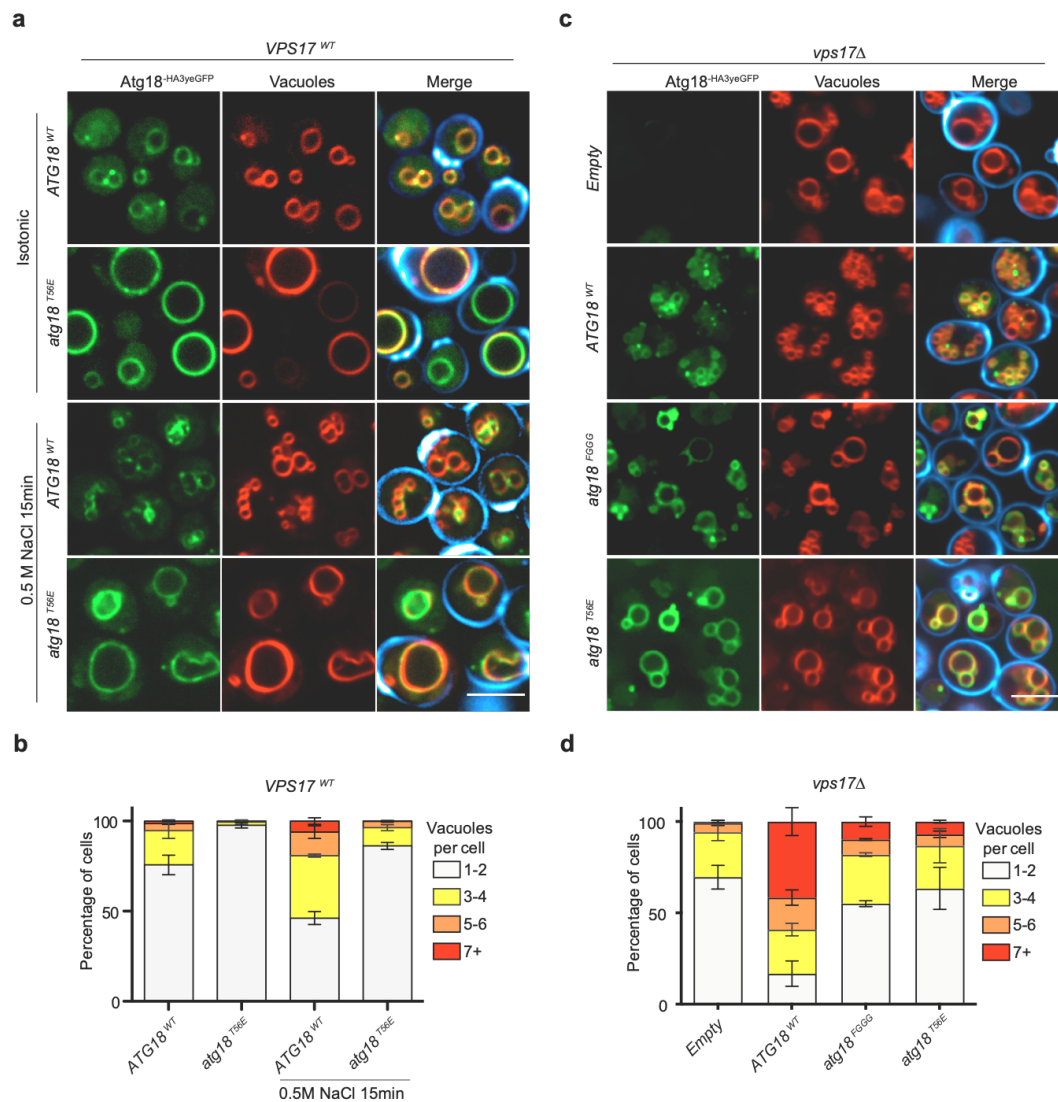 a
VPS17 WT
Atg18-HA3yeGFP Vacuoles Merge
Isotonic
ATG18 WT
atg18 T56E
0.5 M NaCl 15min
ATG18 WT
atg18 T56E
b
VPS17 WT
Percentage of cells
100
50
0
Vacuoles
per cell
1-2
3-4
5-6
7+
ATG18 WT
atg18 T56E
ATG18 WT
atg18 T56E
0.5M NaCl 15min
c
vps17Δ
Atg18-HA3yeGFP Vacuoles Merge
Empty
ATG18 WT
atg18 FGGG
atg18 T56E
d
vps17Δ
Percentage of cells
100
50
0
Vacuoles
per cell
1-2
3-4
5-6
7+
Empty
ATG18 WT
atg18 FGGG
atg18 T56E